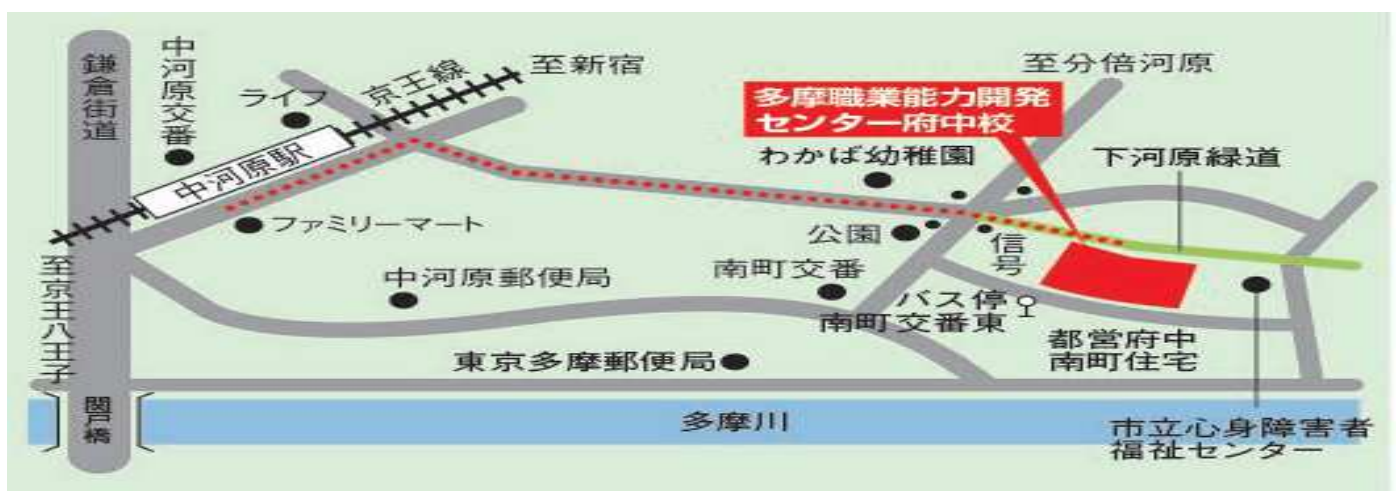 鎌倉街道
中河原交番
ライフ
京王線
至新宿
中河原駅
ファミリーマート
至京王八王子
中河原郵便局
東京多摩郵便局
南町交番
公園
わかば幼稚園
多摩職業能力開発
センター府中校
至分倍河原
下河原緑道
信号
バス停
南町交番東
都営府中
南町住宅
市立心身障害者
福祉センター
関戸橋
多摩川